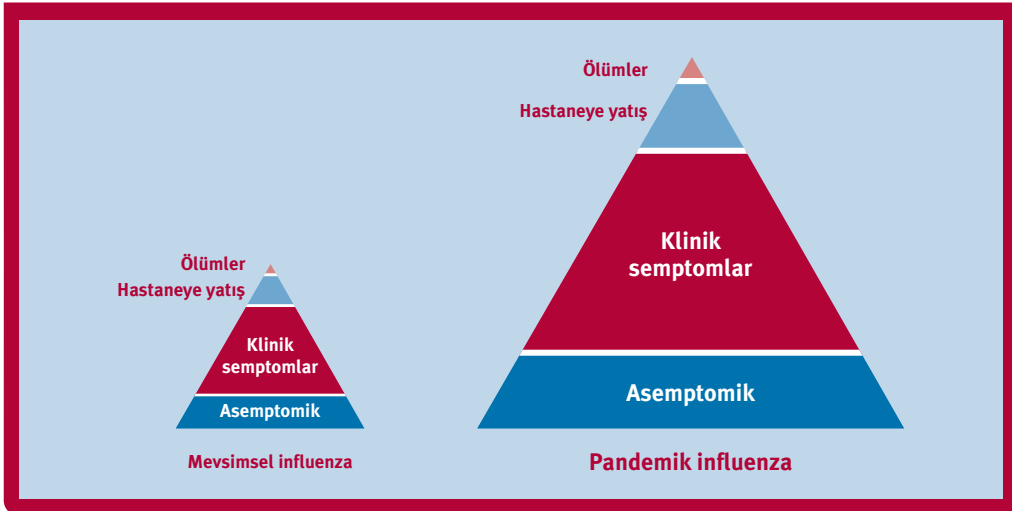 Ölümler
Hastaneye yatış
Klinik
semptomlar
Asemptomik
Mevsimsel influenza
Ölümler
Hastaneye yatış
Klinik
semptomlar
Asemptomik
Pandemik influenza